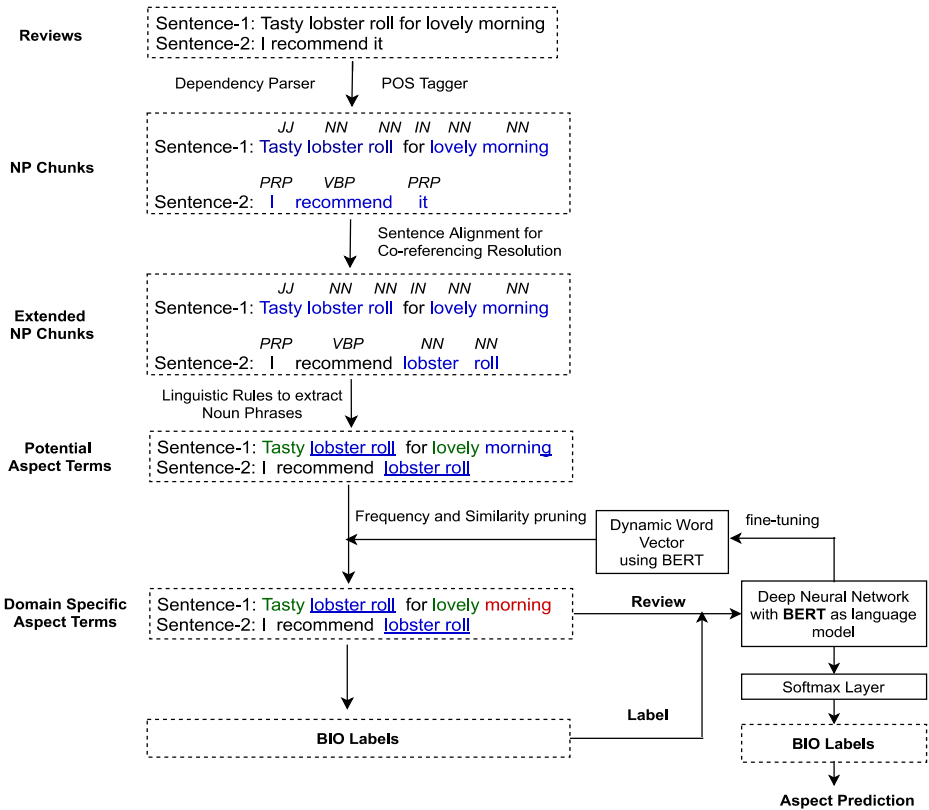 Reviews
Sentence-1: Tasty lobster roll for lovely morning
Sentence-2: I recommend it
Dependency Parser
POS Tagger
NP Chunks
JJ NN NN IN NN NN
Sentence-1: Tasty lobster roll for lovely morning
PRP VBP PRP
Sentence-2: I recommend it
Sentence Alignment for
Co-referencing Resolution
Extended
NP Chunks
JJ NN NN IN NN NN
Sentence-1: Tasty lobster roll for lovely morning
PRP VBP NN NN
Sentence-2: I recommend lobster roll
Linguistic Rules to extract
Noun Phrases
Potential
Aspect Terms
Sentence-1: Tasty lobster roll for lovely morning
Sentence-2: I recommend lobster roll
Frequency and Similarity pruning
Dynamic Word
Vector
using BERT
fine-tuning
Domain Specific
Aspect Terms
Sentence-1: Tasty lobster roll for lovely morning
Sentence-2: I recommend lobster roll
Review
Deep Neural Network
with BERT as language
model
Softmax Layer
Label
BIO Labels
BIO Labels
Aspect Prediction